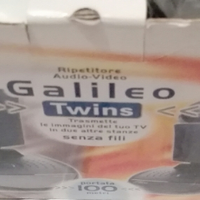 Ripetitore
Audio-Video
Galileo
Twins
Trasmette
le immagini del tuo TV
in due altre stanze
senza fili
portata
100